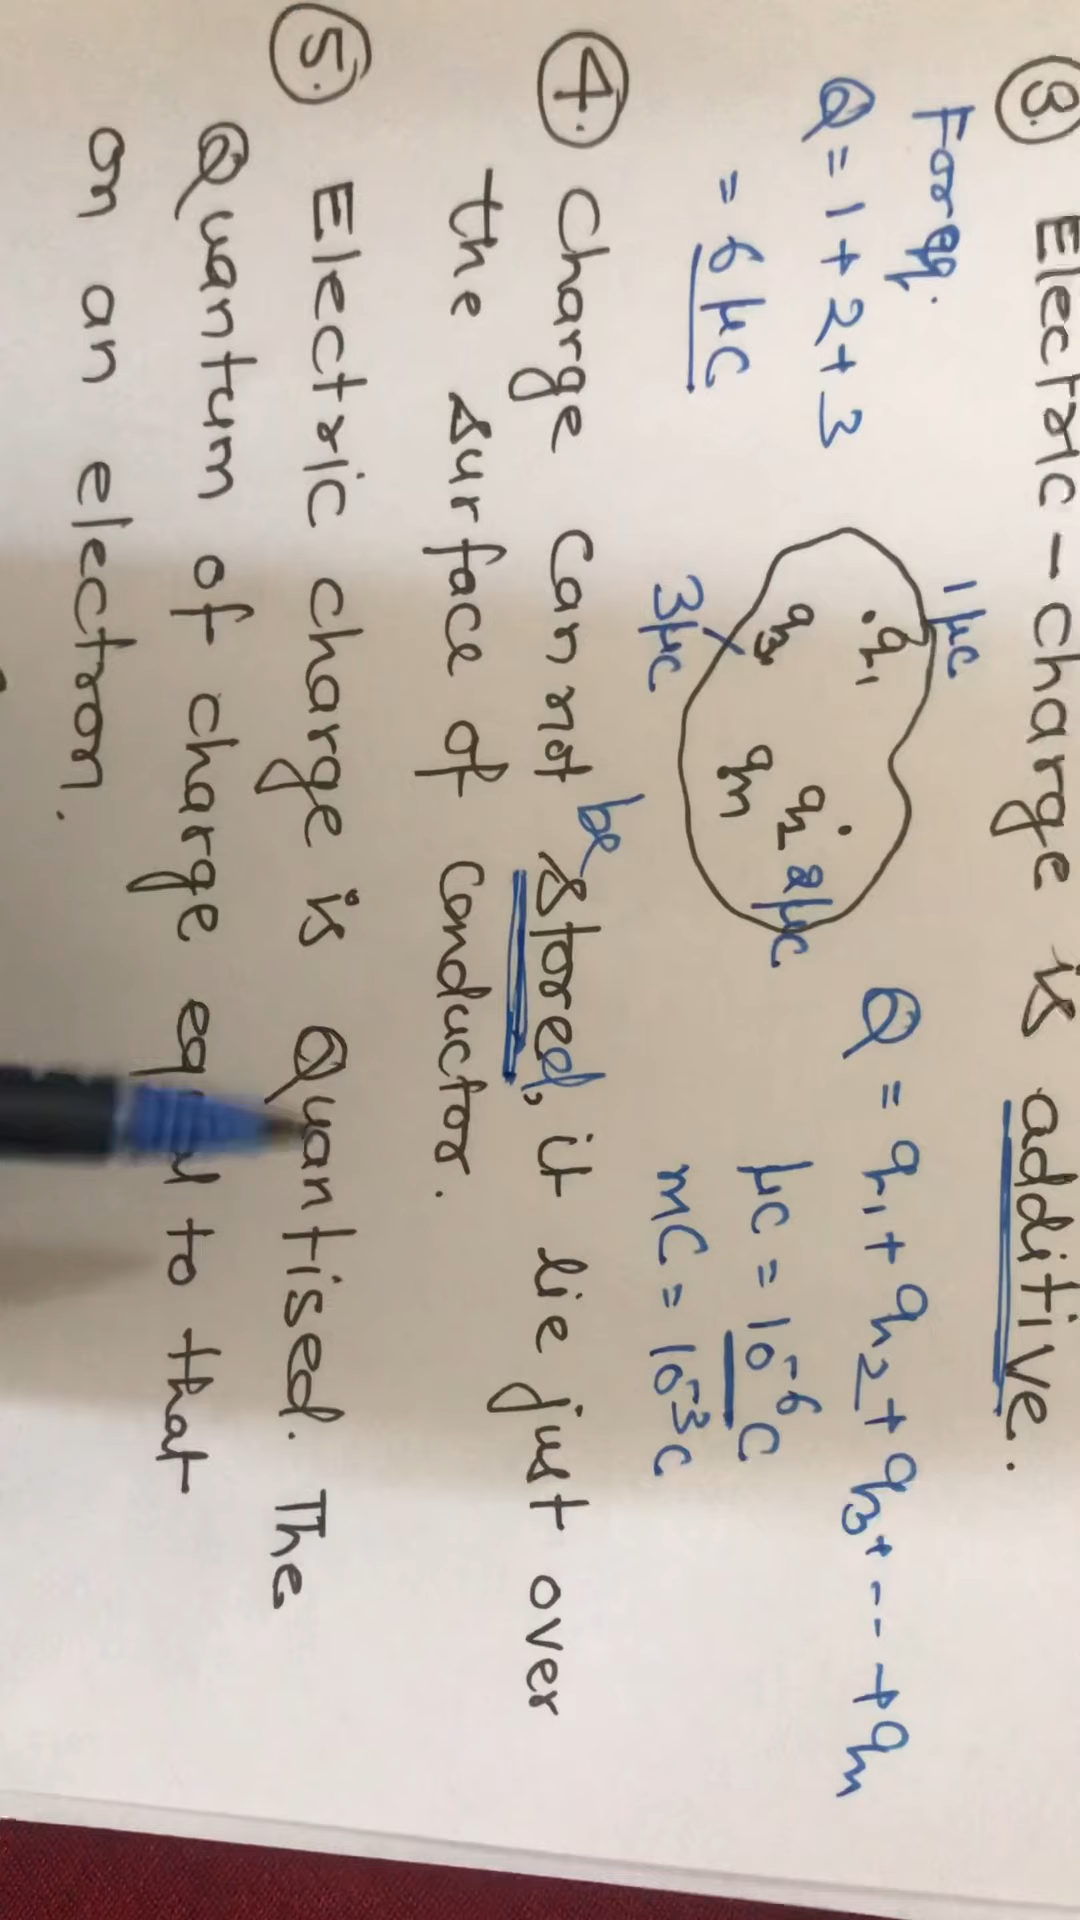 3. Electric-charge is additive.
For eg.
Q = 1 + 2 + 3
= 6 μC
1μC
.q1
q3.
3μC
q2.
2μC
qn
Q = q1 + q2 + q3 + --- + qn
μC = 10^-6 C
mC = 10^-3 C
4. Charge can not be stored, it lie just over
the surface of conductor.
5. Electric charge is Quantised. The
Quantum of charge equal to that
on an electron.